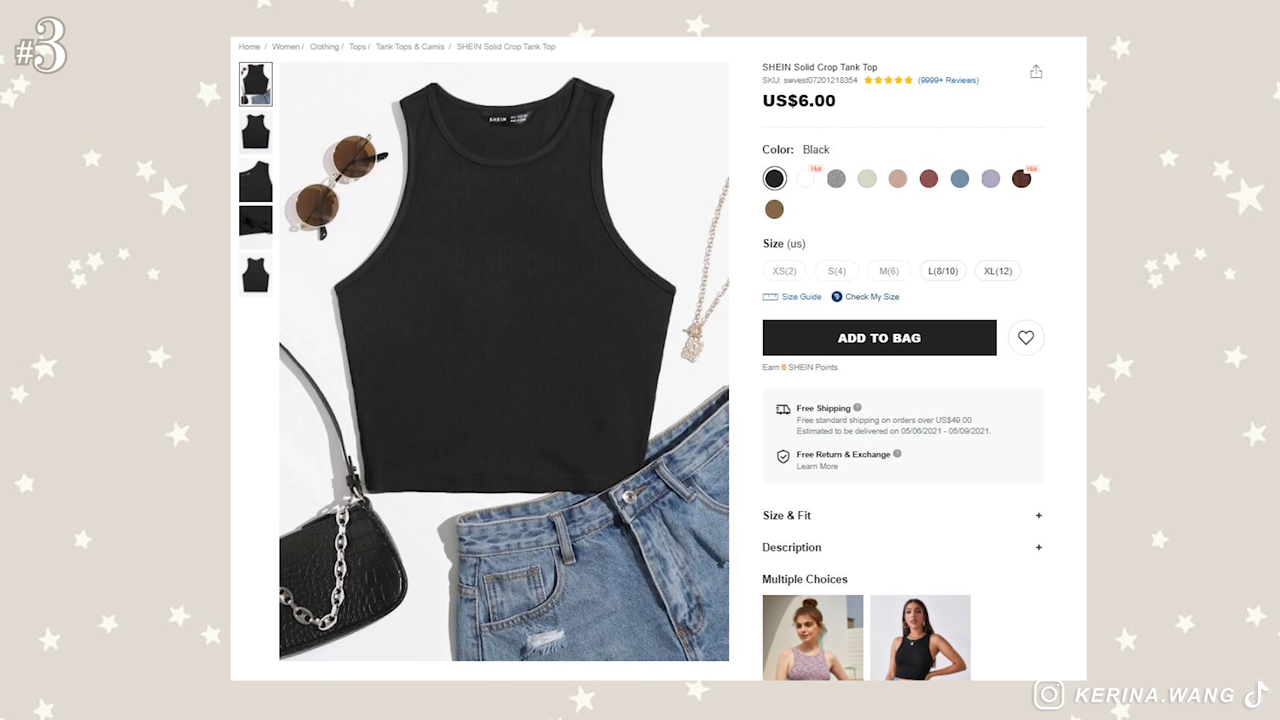 #3
Home / Women / Clothing / Tops / Tank Tops & Camis / SHEIN Solid Crop Tank Top
SHEIN
SHEIN Solid Crop Tank Top
SKU: swvest07201218354 (9999+ Reviews)
US$6.00
Color: Black
Hot
Hot
Size (us)
XS(2) S(4) M(6) L(8/10) XL(12)
Size Guide Check My Size
ADD TO BAG
Earn 6 SHEIN Points
Free Shipping ?
Free standard shipping on orders over US$49.00
Estimated to be delivered on 05/06/2021 - 05/09/2021.
Free Return & Exchange ?
Learn More
Size & Fit +
Description +
Multiple Choices
KERINA.WANG